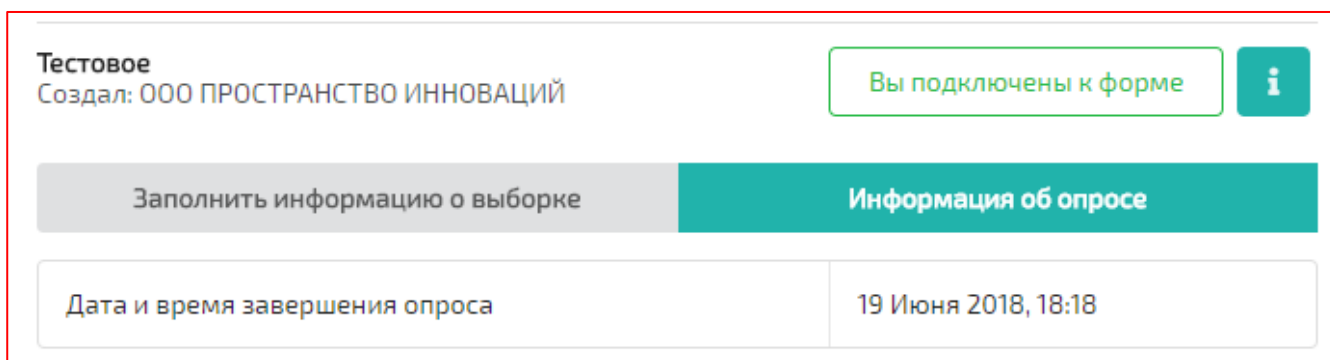 Тестовое
Создал: ООО ПРОСТРАНСТВО ИННОВАЦИЙ
Вы подключены к форме
i
Заполнить информацию о выборке
Информация об опросе
Дата и время завершения опроса
19 Июня 2018, 18:18